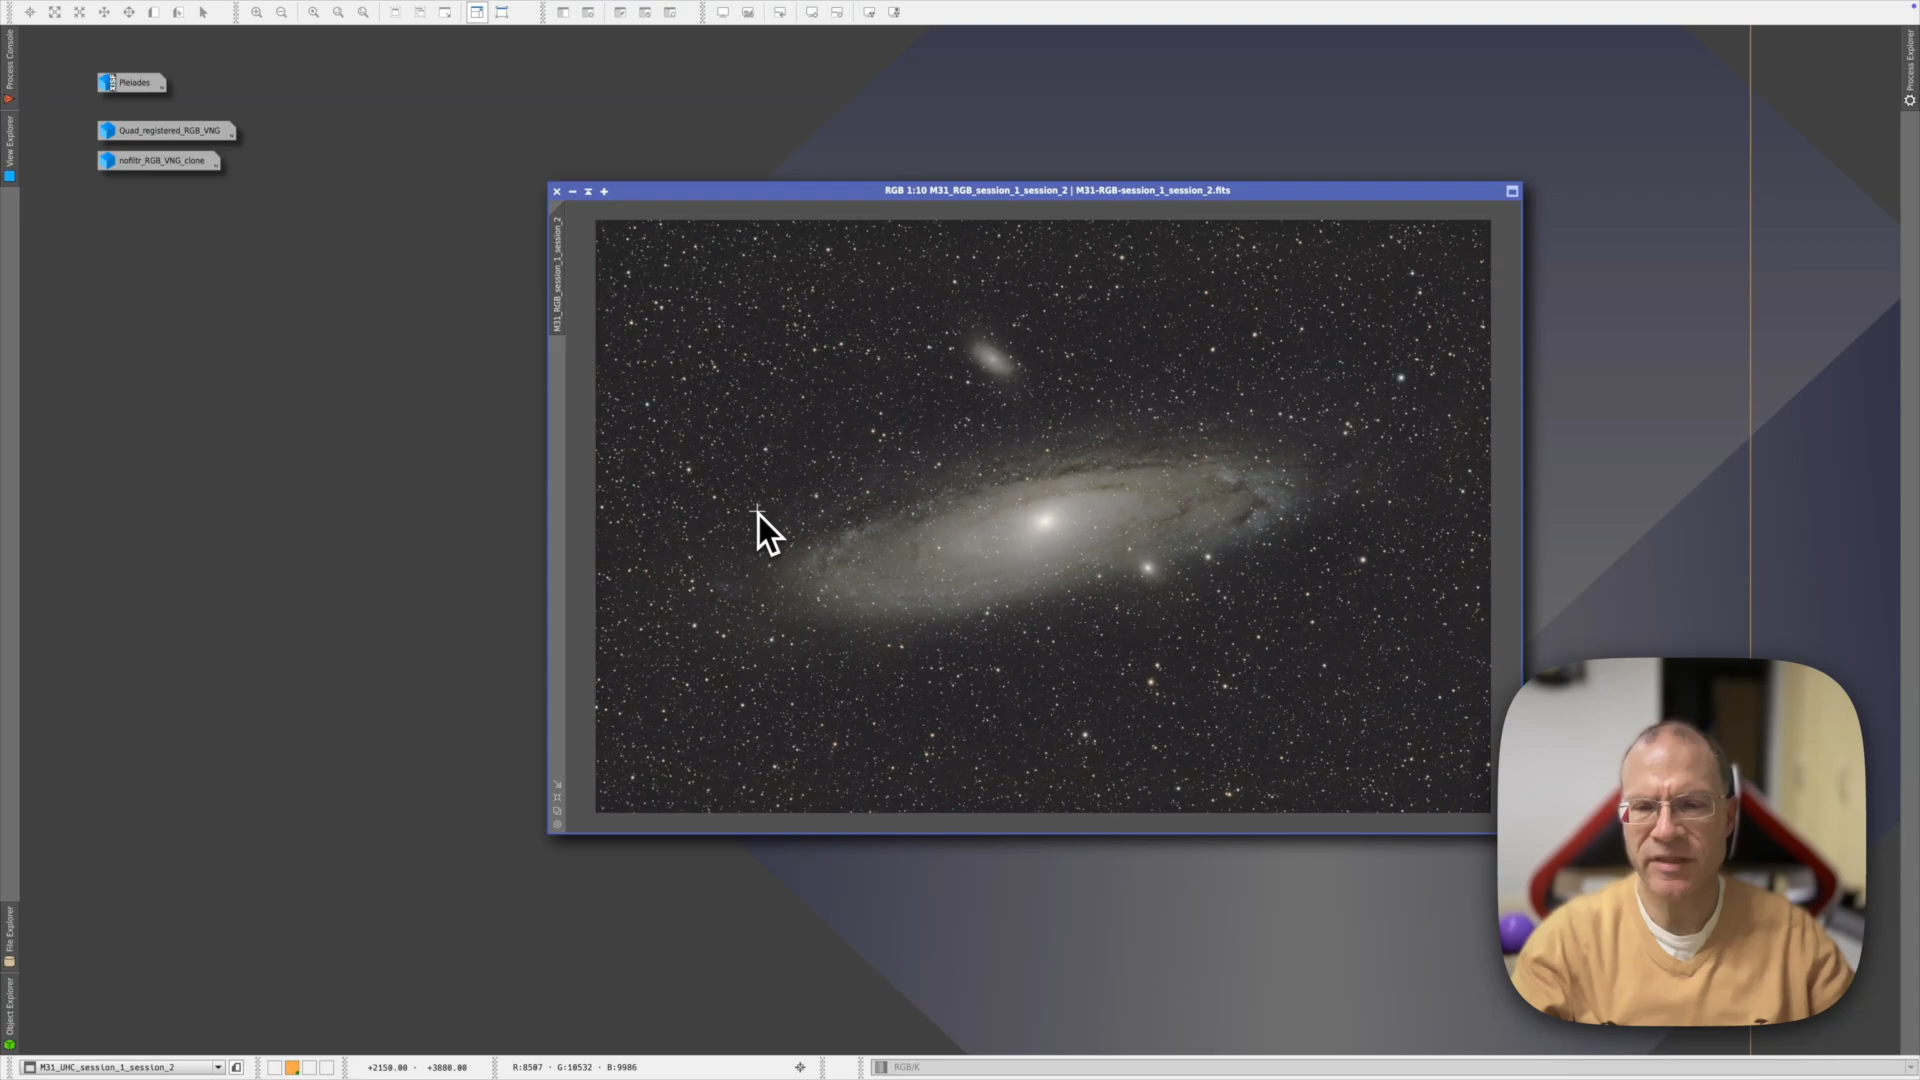 Process Console
View Explorer
File Explorer
Object Explorer
Process Explorer
Pleiades
Quad_registered_RGB_VNG
nofiltr_RGB_VNG_clone
RGB 1:10 M31_RGB_session_1_session_2 | M31-RGB-session_1_session_2.fits
M31_RGB_session_1_session_2
M31_UHC_session_1_session_2
+2150.00 · +3880.00
R:8507 · G:10532 · B:9986
RGB/K